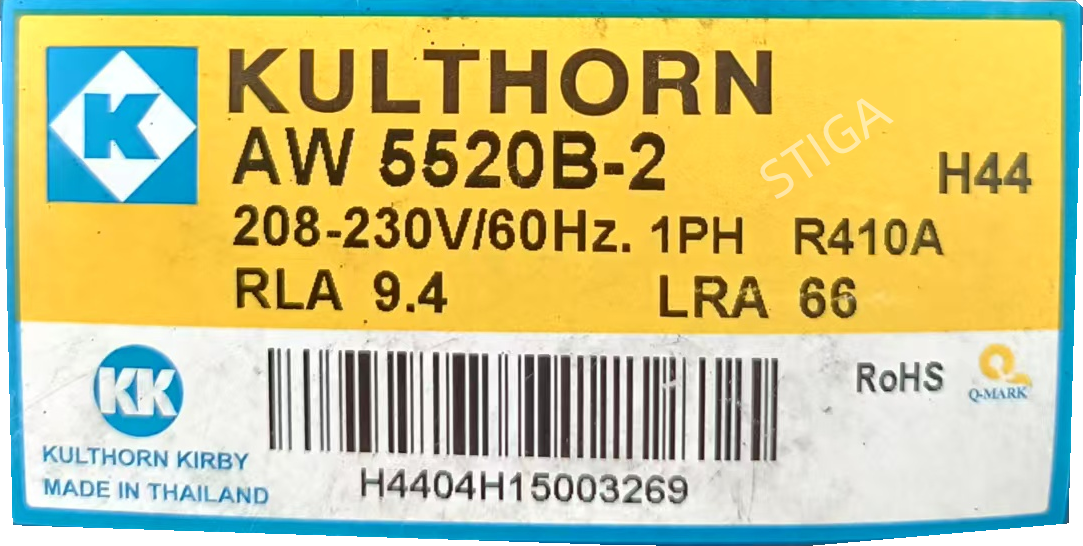 K
KULTHORN
AW 5520B-2
STIGA
H44
208-230V/60Hz. 1PH R410A
RLA 9.4 LRA 66
KK
RoHS
Q-MARK
KULTHORN KIRBY
MADE IN THAILAND
H4404H15003269